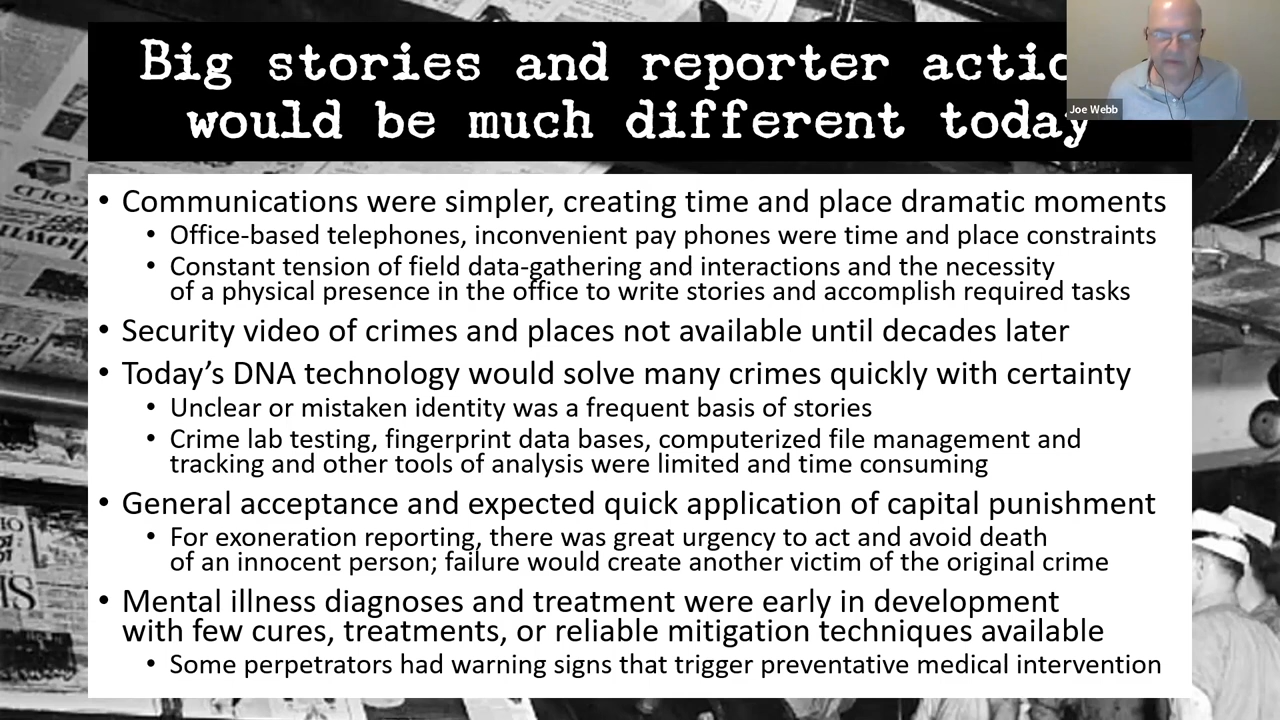 Big stories and reporter actio
would be much different today
Joe Webb
• Communications were simpler, creating time and place dramatic moments
• Office-based telephones, inconvenient pay phones were time and place constraints
• Constant tension of field data-gathering and interactions and the necessity
of a physical presence in the office to write stories and accomplish required tasks
• Security video of crimes and places not available until decades later
• Today’s DNA technology would solve many crimes quickly with certainty
• Unclear or mistaken identity was a frequent basis of stories
• Crime lab testing, fingerprint data bases, computerized file management and
tracking and other tools of analysis were limited and time consuming
• General acceptance and expected quick application of capital punishment
• For exoneration reporting, there was great urgency to act and avoid death
of an innocent person; failure would create another victim of the original crime
• Mental illness diagnoses and treatment were early in development
with few cures, treatments, or reliable mitigation techniques available
• Some perpetrators had warning signs that trigger preventative medical intervention